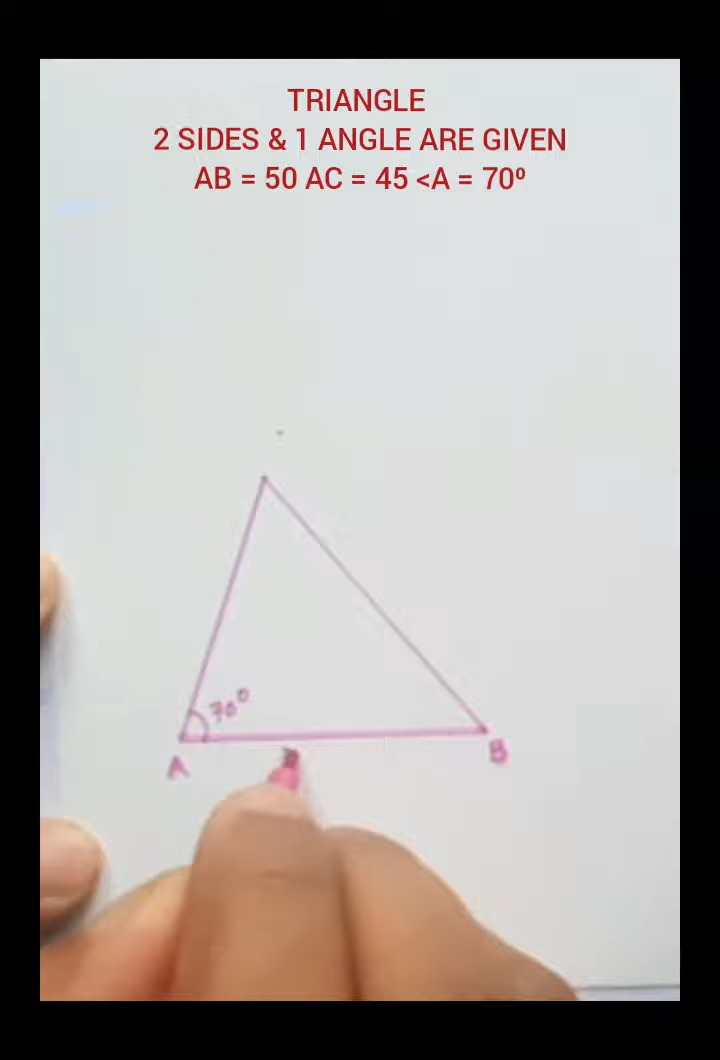 TRIANGLE
2 SIDES & 1 ANGLE ARE GIVEN
AB = 50 AC = 45 <A = 70º
70°
A
B